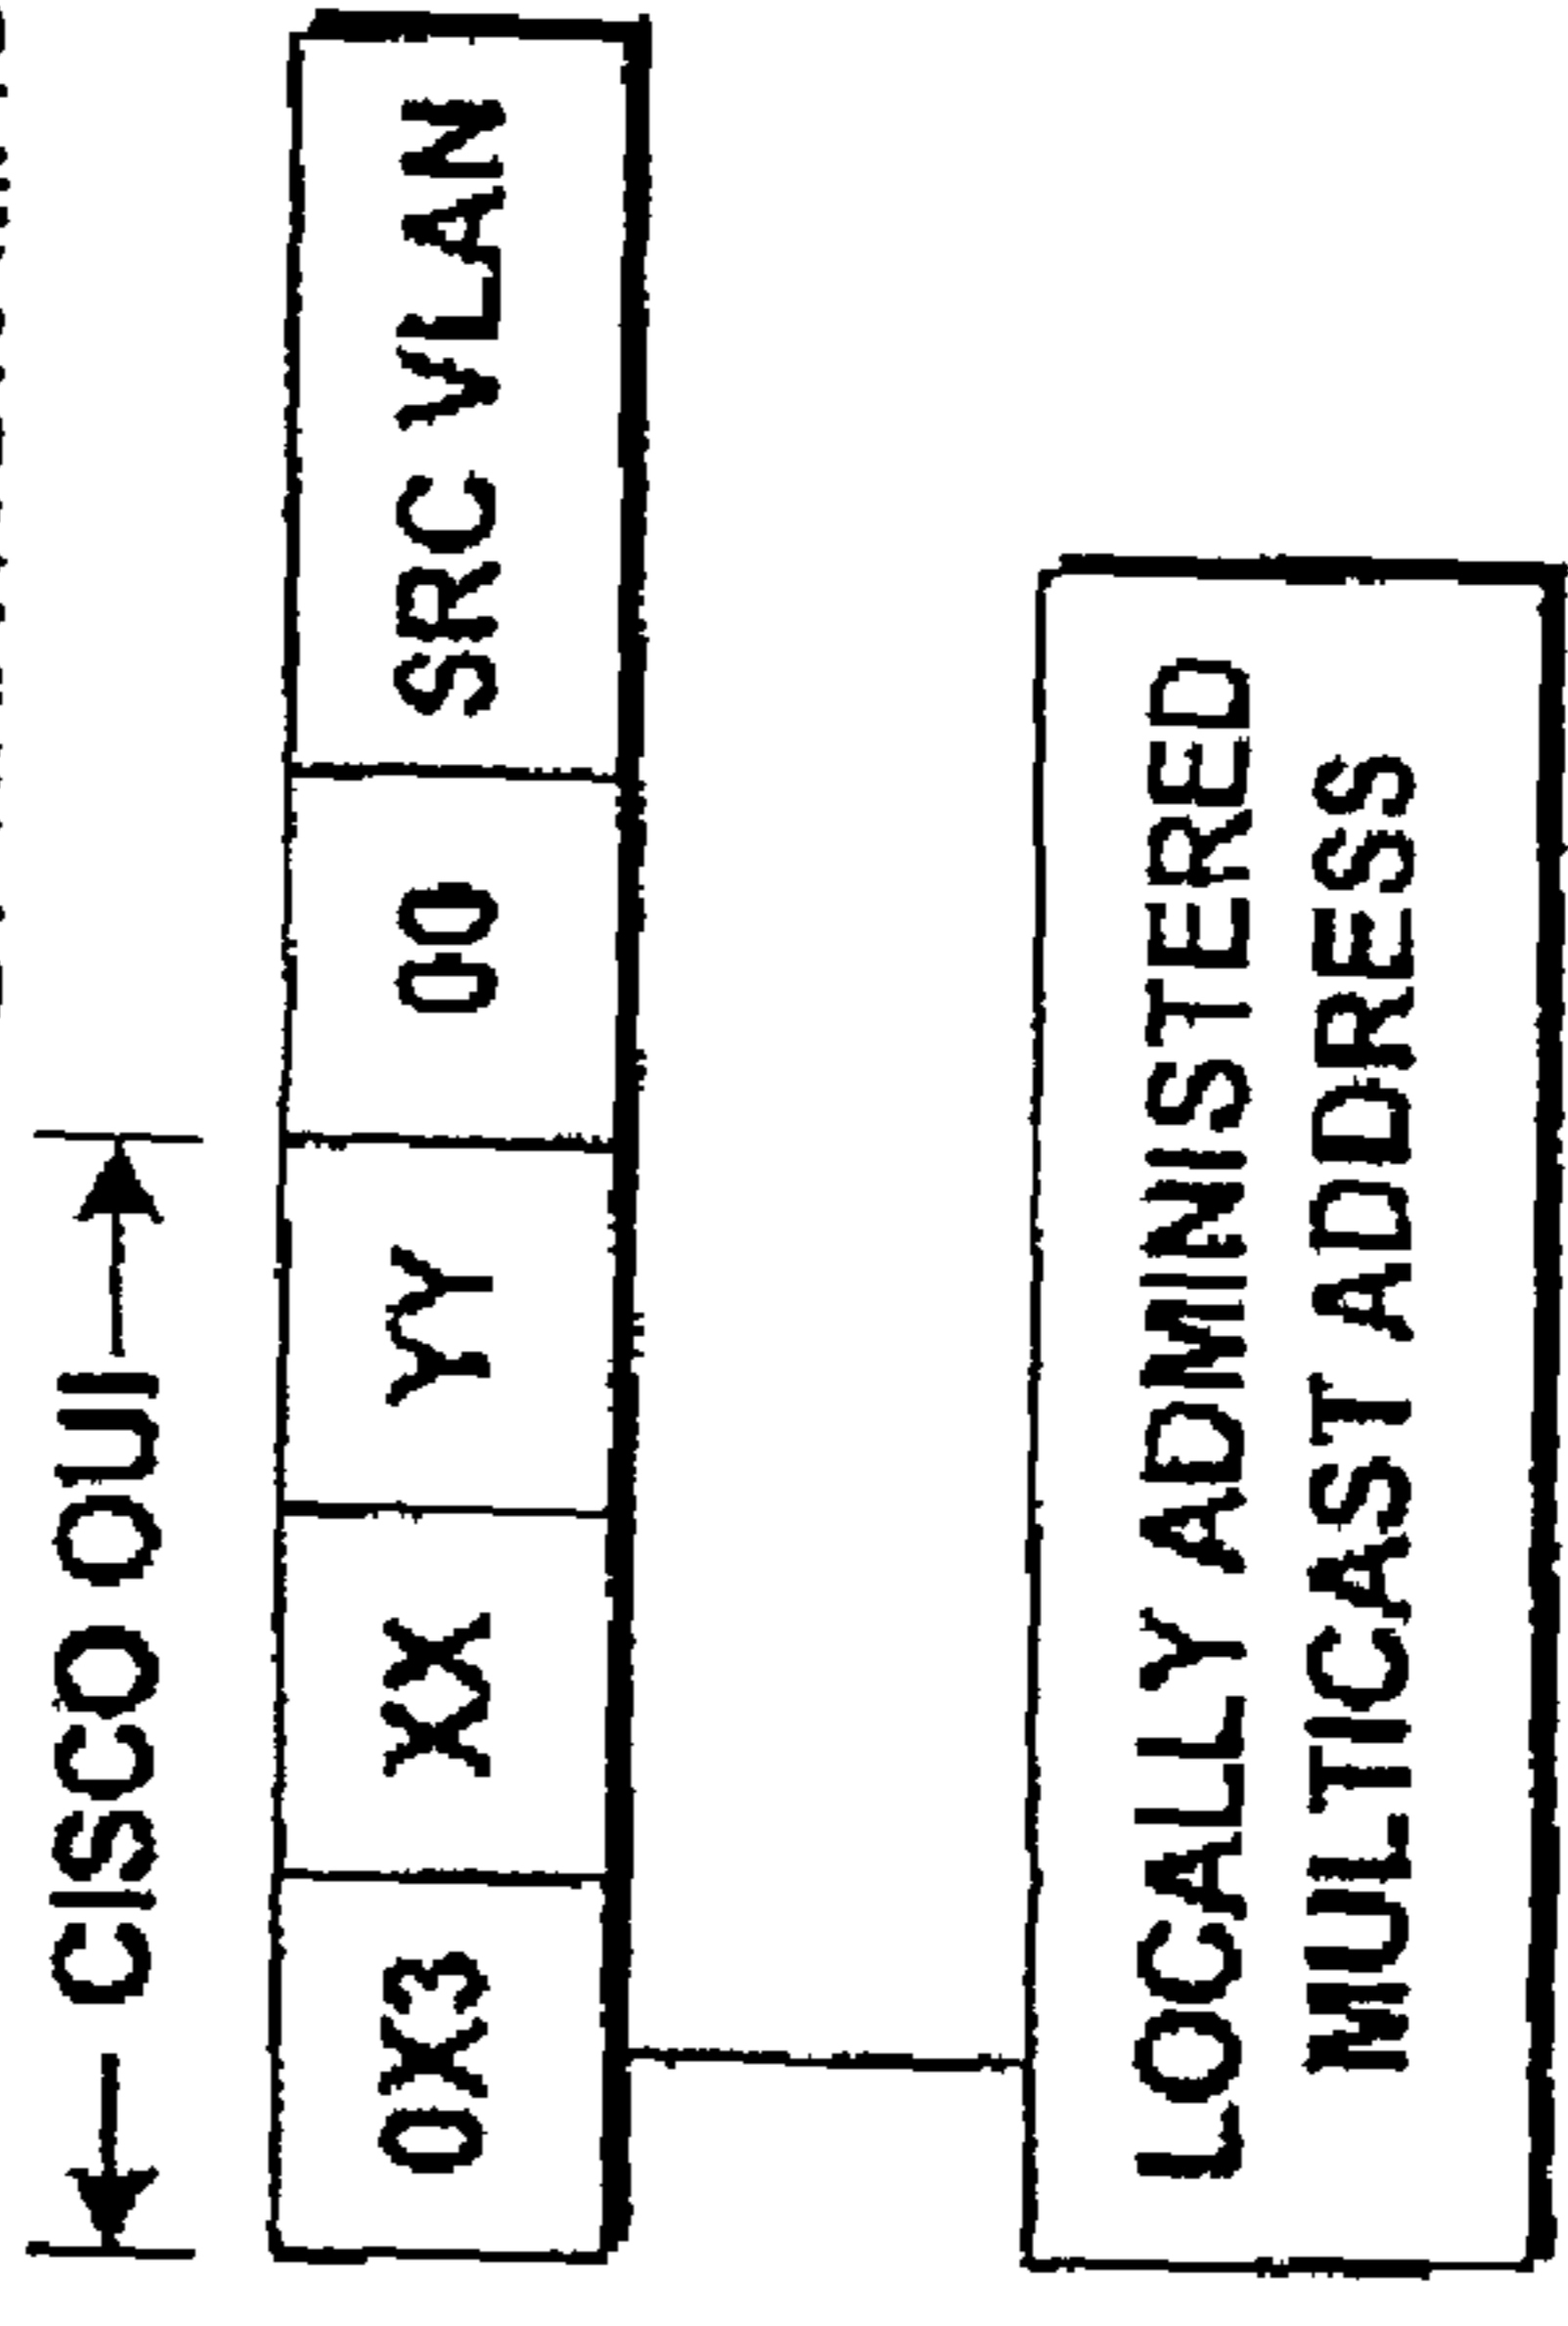 CISCO OUI
0X3 XX YY 00 SRC VLAN
LOCALLY ADMINISTERED
MULTICAST ADDRESS